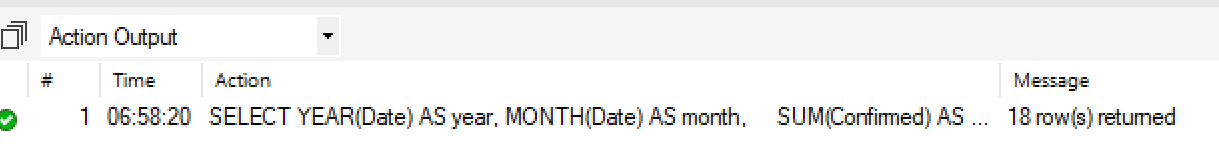 Action Output
# Time Action Message
1 06:58:20 SELECT YEAR(Date) AS year, MONTH(Date) AS month, SUM(Confirmed) AS ... 18 row(s) returned